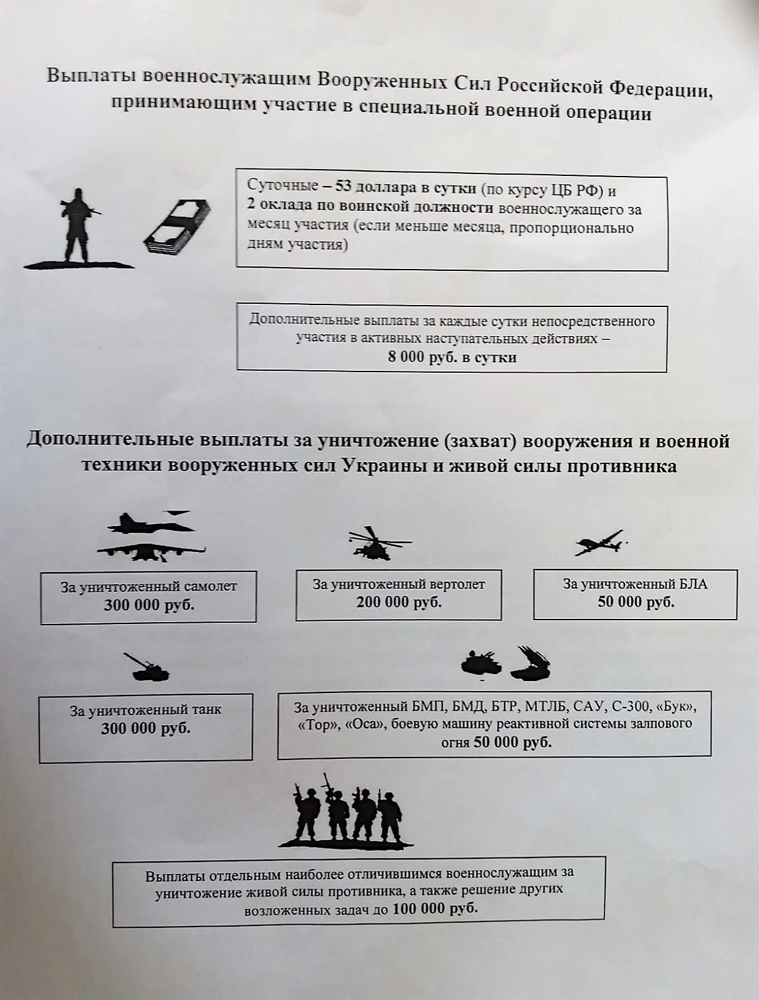 Выплаты военнослужащим Вооруженных Сил Российской Федерации,
принимающим участие в специальной военной операции
Суточные – 53 доллара в сутки (по курсу ЦБ РФ) и
2 оклада по воинской должности военнослужащего за
месяц участия (если меньше месяца, пропорционально
дням участия)
Дополнительные выплаты за каждые сутки непосредственного
участия в активных наступательных действиях –
8 000 руб. в сутки
Дополнительные выплаты за уничтожение (захват) вооружения и военной
техники вооруженных сил Украины и живой силы противника
За уничтоженный самолет
300 000 руб.
За уничтоженный вертолет
200 000 руб.
За уничтоженный БЛА
50 000 руб.
За уничтоженный танк
300 000 руб.
За уничтоженный БМП, БМД, БТР, МТЛБ, САУ, С-300, «Бук»,
«Тор», «Оса», боевую машину реактивной системы залпового
огня 50 000 руб.
Выплаты отдельным наиболее отличившимся военнослужащим за
уничтожение живой силы противника, а также решение других
возложенных задач до 100 000 руб.